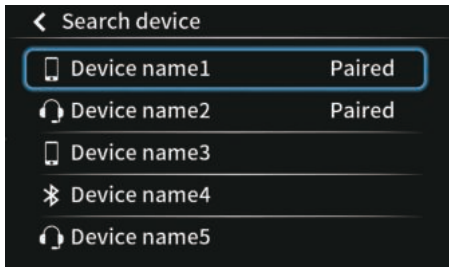 Search device
Device name1 Paired
Device name2 Paired
Device name3
Device name4
Device name5